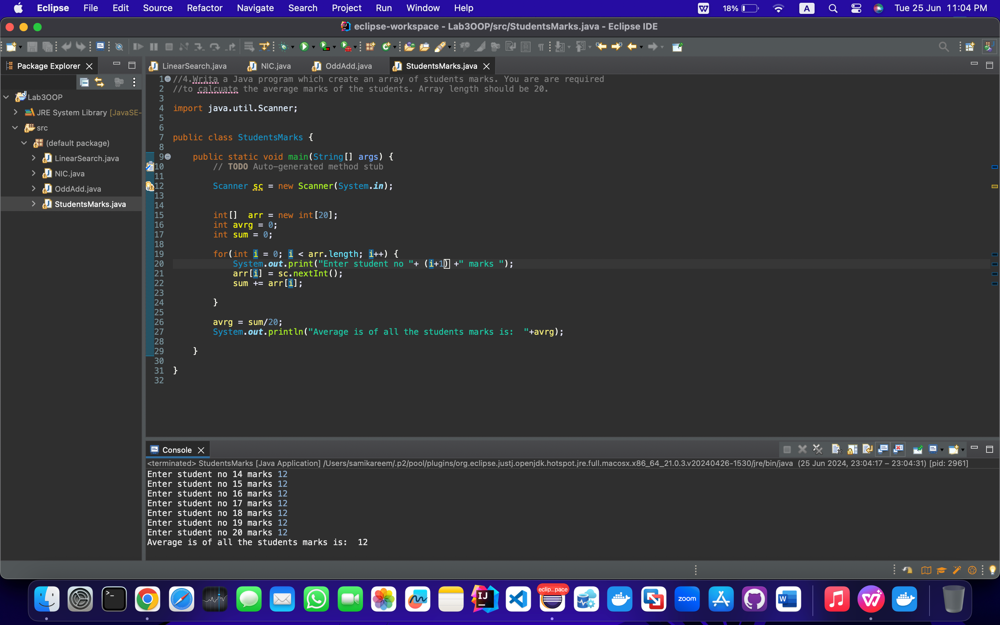 Eclipse File Edit Source Refactor Navigate Search Project Run Window Help 18% A Tue 25 Jun 11:04 PM
eclipse-workspace - Lab3OOP/src/StudentsMarks.java - Eclipse IDE
Package Explorer
LinearSearch.java NIC.java OddAdd.java StudentsMarks.java
Lab3OOP
JRE System Library [JavaSE-
src
(default package)
LinearSearch.java
NIC.java
OddAdd.java
StudentsMarks.java
1 //4.Writa a Java program which create an array of students marks. You are are required
2 //to calcuate the average marks of the students. Array length should be 20.
3
4 import java.util.Scanner;
5
6
7 public class StudentsMarks {
8
9 public static void main(String[] args) {
10 // TODO Auto-generated method stub
11
12 Scanner sc = new Scanner(System.in);
13
14
15 int[]  arr = new int[20];
16 int avrg = 0;
17 int sum = 0;
18
19 for(int i = 0; i < arr.length; i++) {
20 System.out.print("Enter student no "+ (i+1) +" marks ");
21 arr[i] = sc.nextInt();
22 sum += arr[i];
23
24 }
25
26 avrg = sum/20;
27 System.out.println("Average is of all the students marks is:  "+avrg);
28
29 }
30
31 }
32
Console
<terminated> StudentsMarks [Java Application] /Users/samikareem/.p2/pool/plugins/org.eclipse.justj.openjdk.hotspot.jre.full.macosx.x86_64_21.0.3.v20240426-1530/jre/bin/java (25 Jun 2024, 23:04:17 – 23:04:31) [pid: 2961]
Enter student no 14 marks 12
Enter student no 15 marks 12
Enter student no 16 marks 12
Enter student no 17 marks 12
Enter student no 18 marks 12
Enter student no 19 marks 12
Enter student no 20 marks 12
Average is of all the students marks is:  12
eclip...pace
IJ
zoom
W